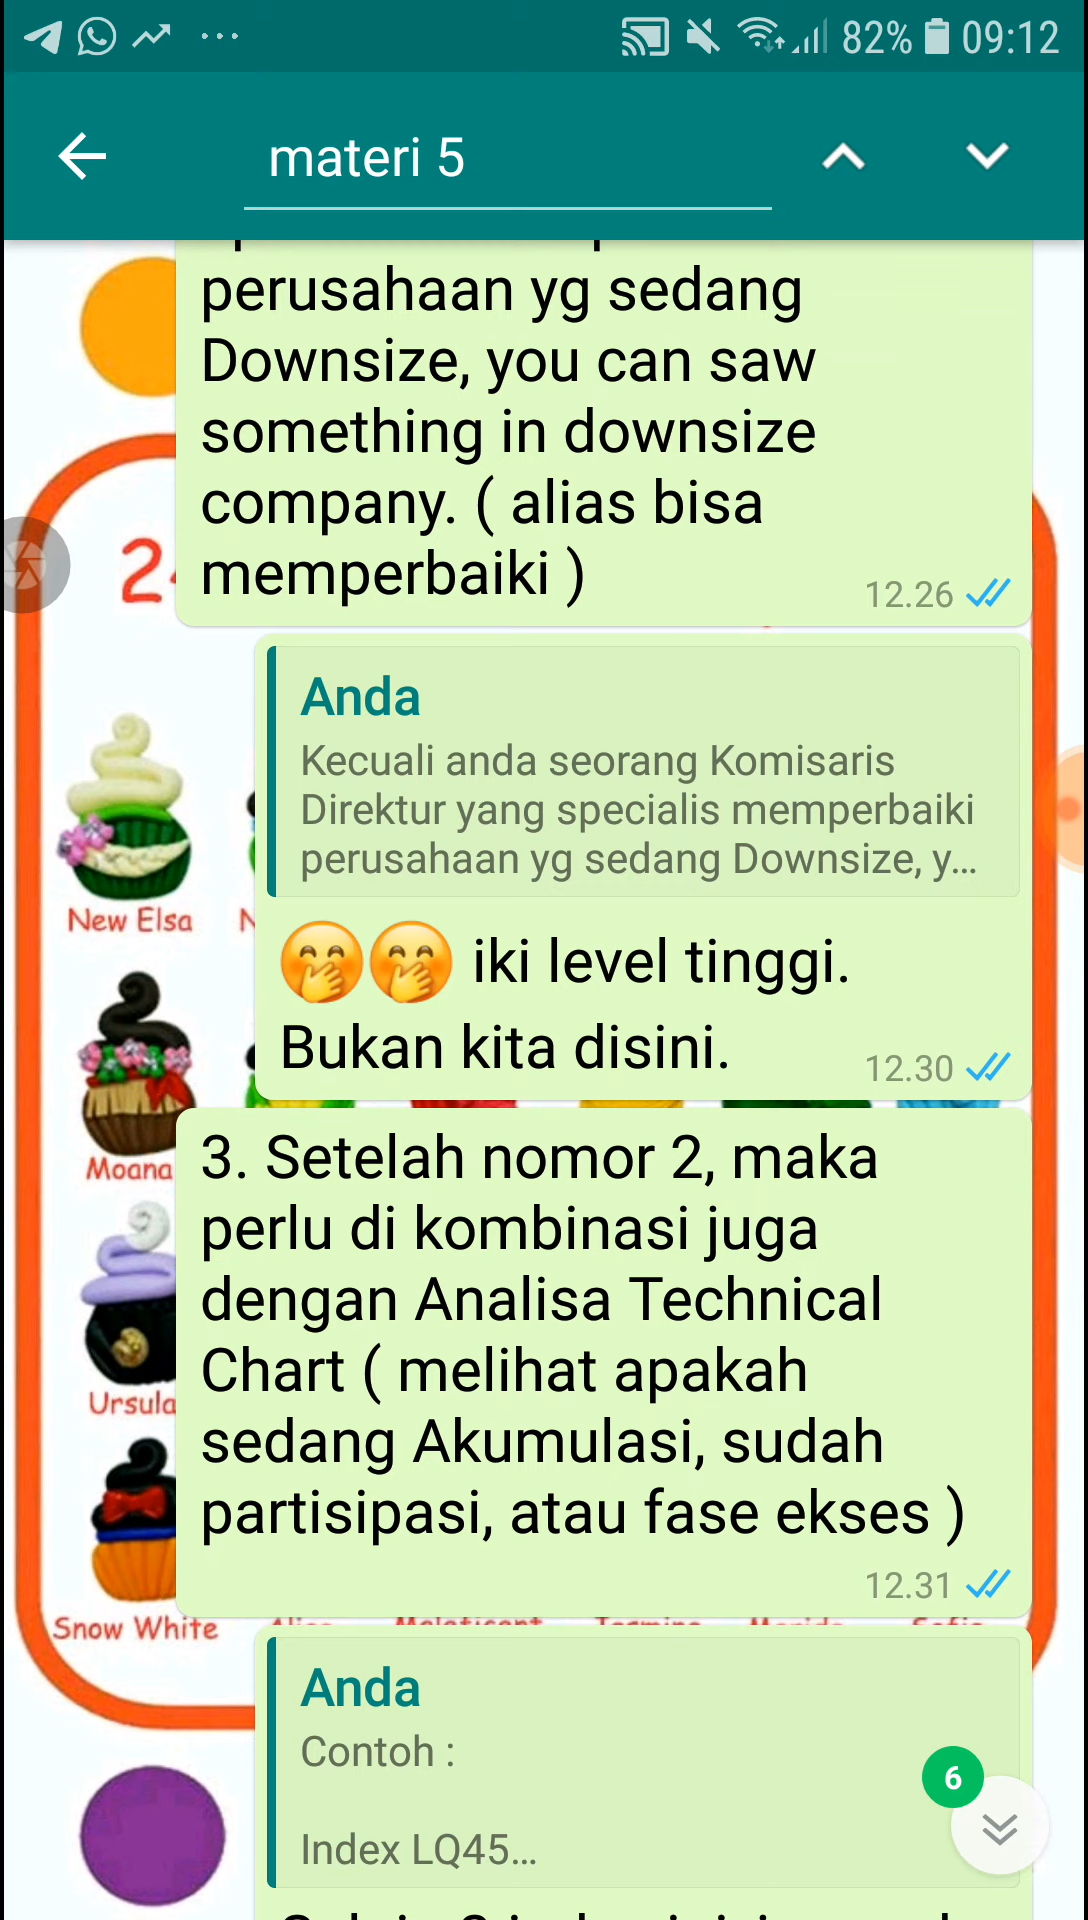 82% 09:12
materi 5
perusahaan yg sedang
Downsize, you can saw
something in downsize
company. ( alias bisa
memperbaiki )
12.26
Anda
Kecuali anda seorang Komisaris
Direktur yang specialis memperbaiki
perusahaan yg sedang Downsize, y...
iki level tinggi.
Bukan kita disini.
12.30
3. Setelah nomor 2, maka
perlu di kombinasi juga
dengan Analisa Technical
Chart ( melihat apakah
sedang Akumulasi, sudah
partisipasi, atau fase ekses )
12.31
Anda
Contoh :
Index LQ45...
6
2
New Elsa
N
Moana
Ursula
Snow White